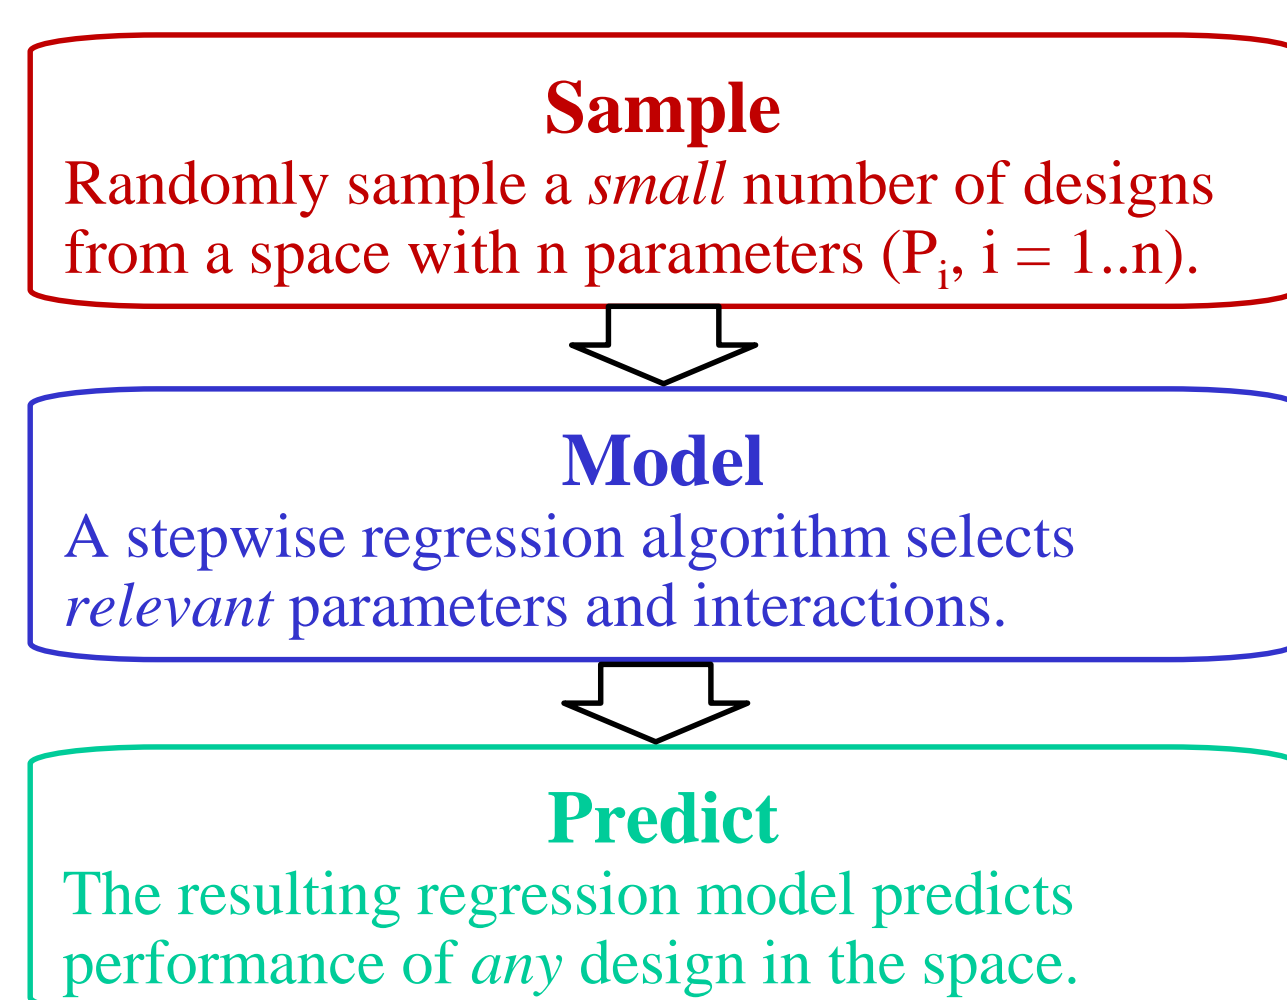 Sample
Randomly sample a small number of designs
from a space with n parameters (Pi, i = 1..n).
Model
A stepwise regression algorithm selects
relevant parameters and interactions.
Predict
The resulting regression model predicts
performance of any design in the space.